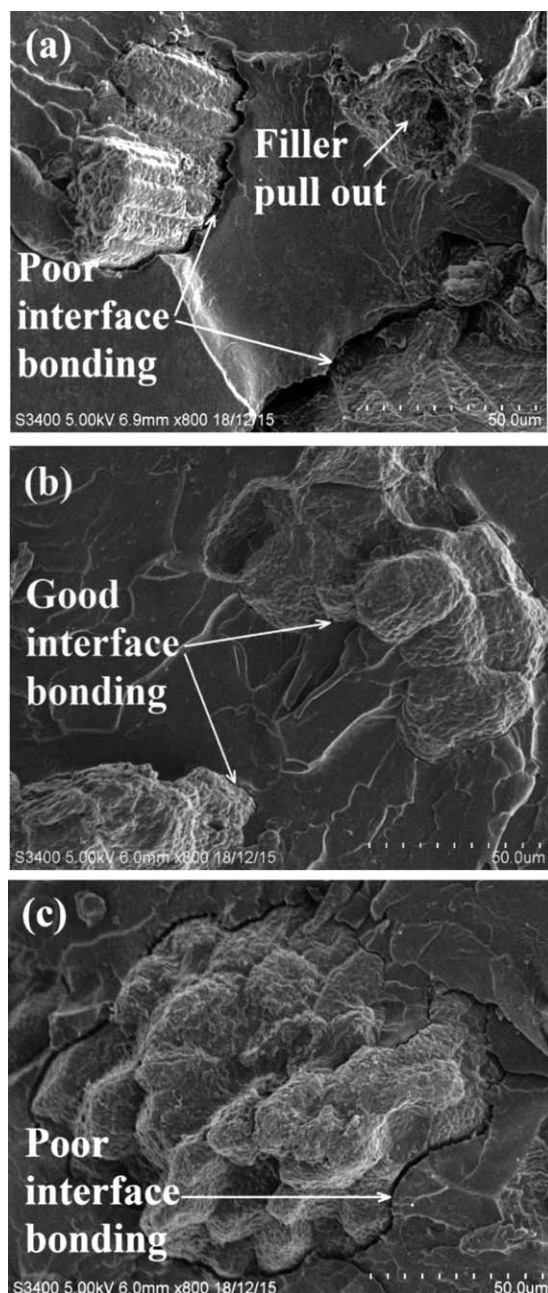 (a)
Filler
pull out
Poor
interface
bonding
S3400 5.00kV 6.9mm x800 18/12/15
50.0um
(b)
Good
interface
bonding
S3400 5.00kV 6.0mm x800 18/12/15
50.0um
(c)
Poor
interface
bonding
S3400 5.00kV 6.0mm x800 18/12/15
50.0um